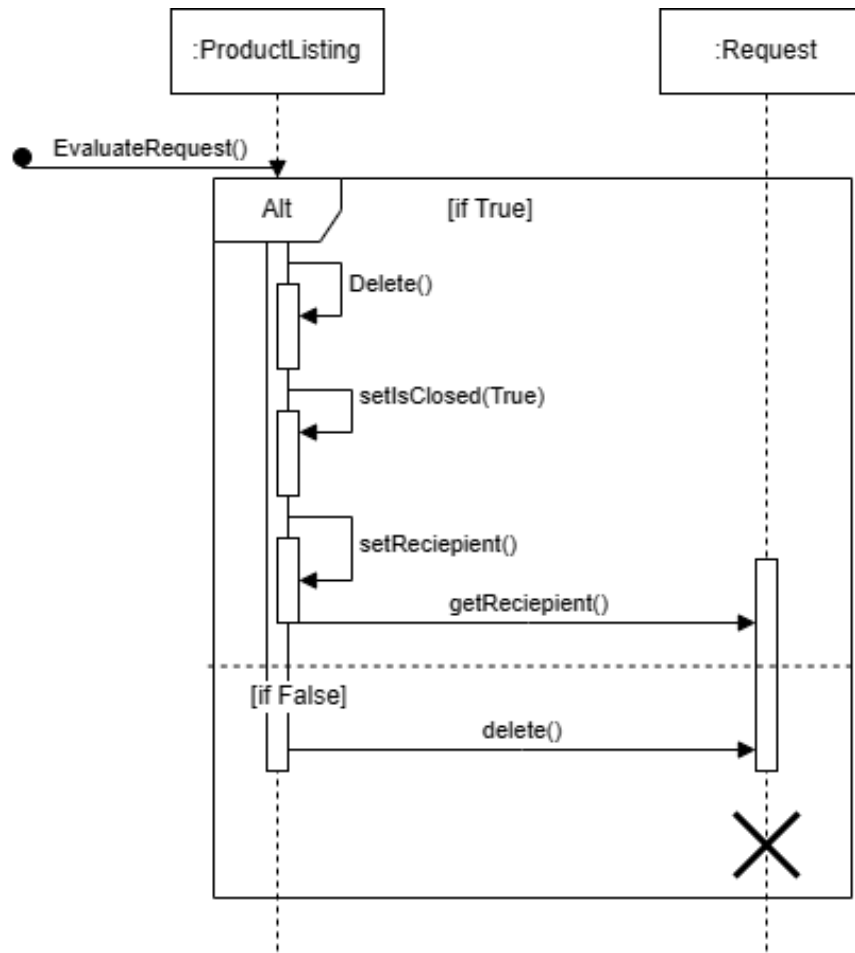 :ProductListing
:Request
EvaluateRequest()
Alt
[if True]
Delete()
setIsClosed(True)
setReciepient()
getReciepient()
[if False]
delete()